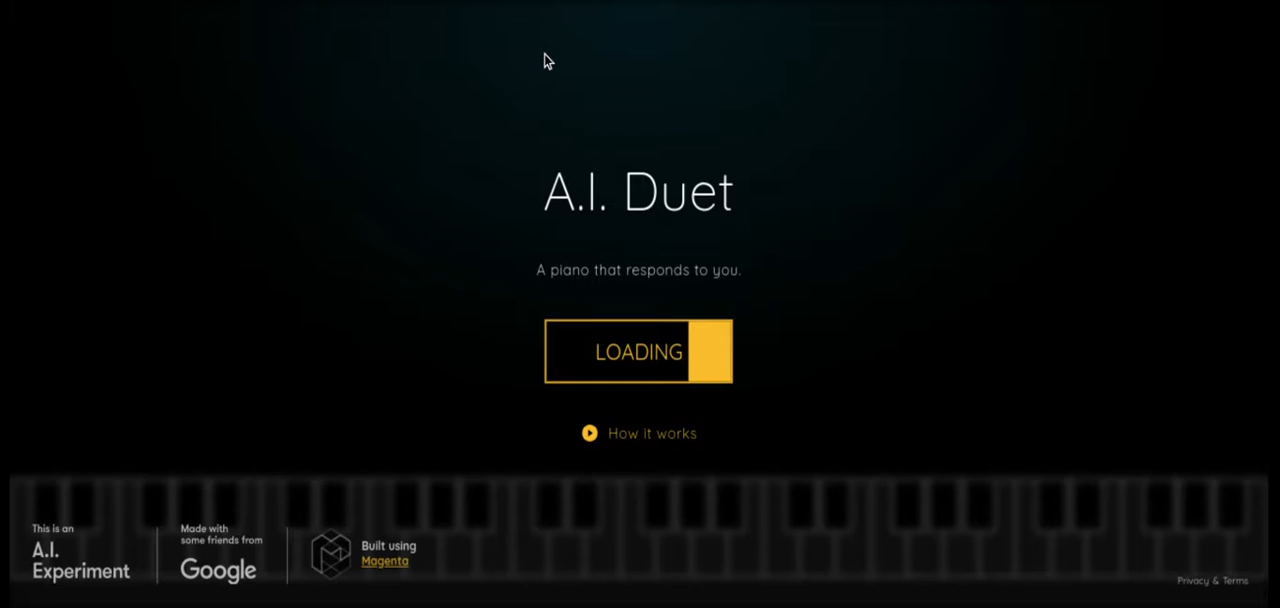 A.I. Duet
A piano that responds to you.
LOADING
How it works
This is an
A.I.
Experiment
Made with
some friends from
Google
Built using
Magenta
Privacy & Terms